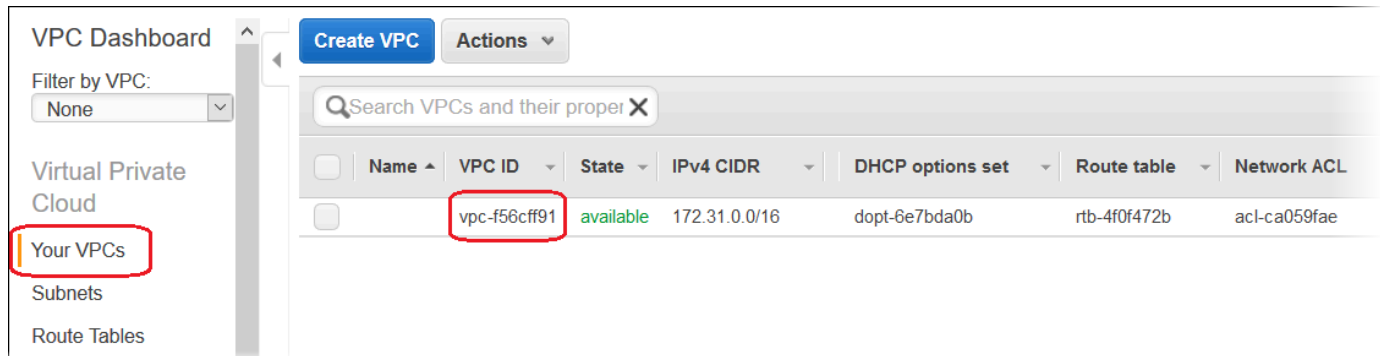 VPC Dashboard
Filter by VPC:
None
Virtual Private
Cloud
Your VPCs
Subnets
Route Tables
Create VPC Actions
Search VPCs and their proper
Name VPC ID State IPv4 CIDR DHCP options set Route table Network ACL
vpc-f56cff91 available 172.31.0.0/16 dopt-6e7bda0b rtb-4f0f472b acl-ca059fae